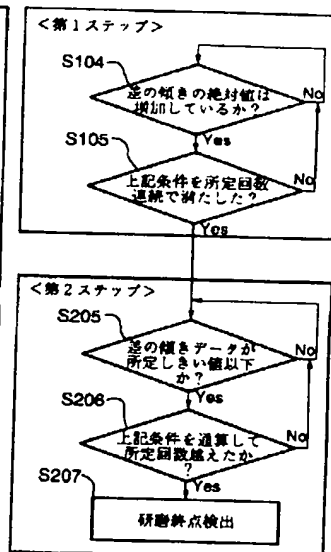 <第1ステップ>
S104
差の傾きの絶対値は
増加しているか?
No
Yes
S105
上記条件を所定回数
連続で満たした?
No
Yes
<第2ステップ>
S205
差の傾きデータが
所定しきい値以下
か?
No
Yes
S206
上記条件を通算して
所定回数越えたか
?
No
Yes
S207
研磨終点検出